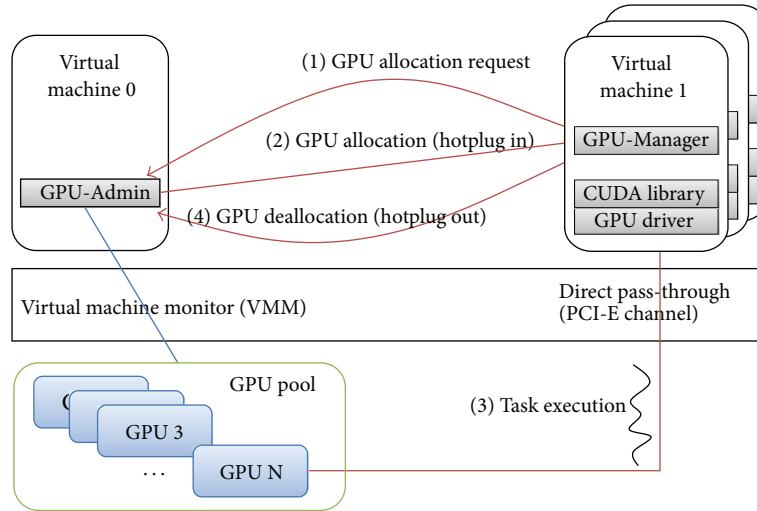 Virtual
machine 0
GPU-Admin
(1) GPU allocation request
(2) GPU allocation (hotplug in)
(4) GPU deallocation (hotplug out)
Virtual
machine 1
GPU-Manager
CUDA library
GPU driver
Virtual machine monitor (VMM)
Direct pass-through
(PCI-E channel)
GPU pool
GPU 3
...
GPU N
(3) Task execution